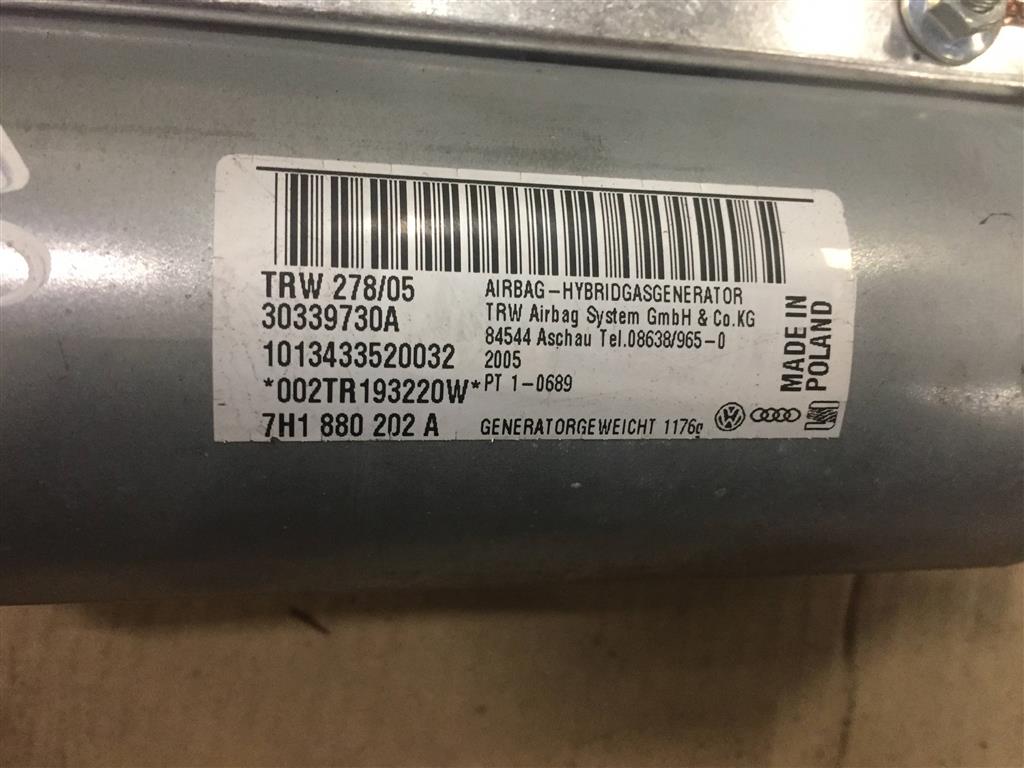 TRW 278/05
30339730A
1013433520032
*002TR193220W*
7H1 880 202 A
AIRBAG-HYBRIDGASGENERATOR
TRW Airbag System GmbH & Co.KG
84544 Aschau Tel.08638/965-0
2005
PT 1-0689
GENERATORGEWEICHT 1176g
MADE IN
POLAND